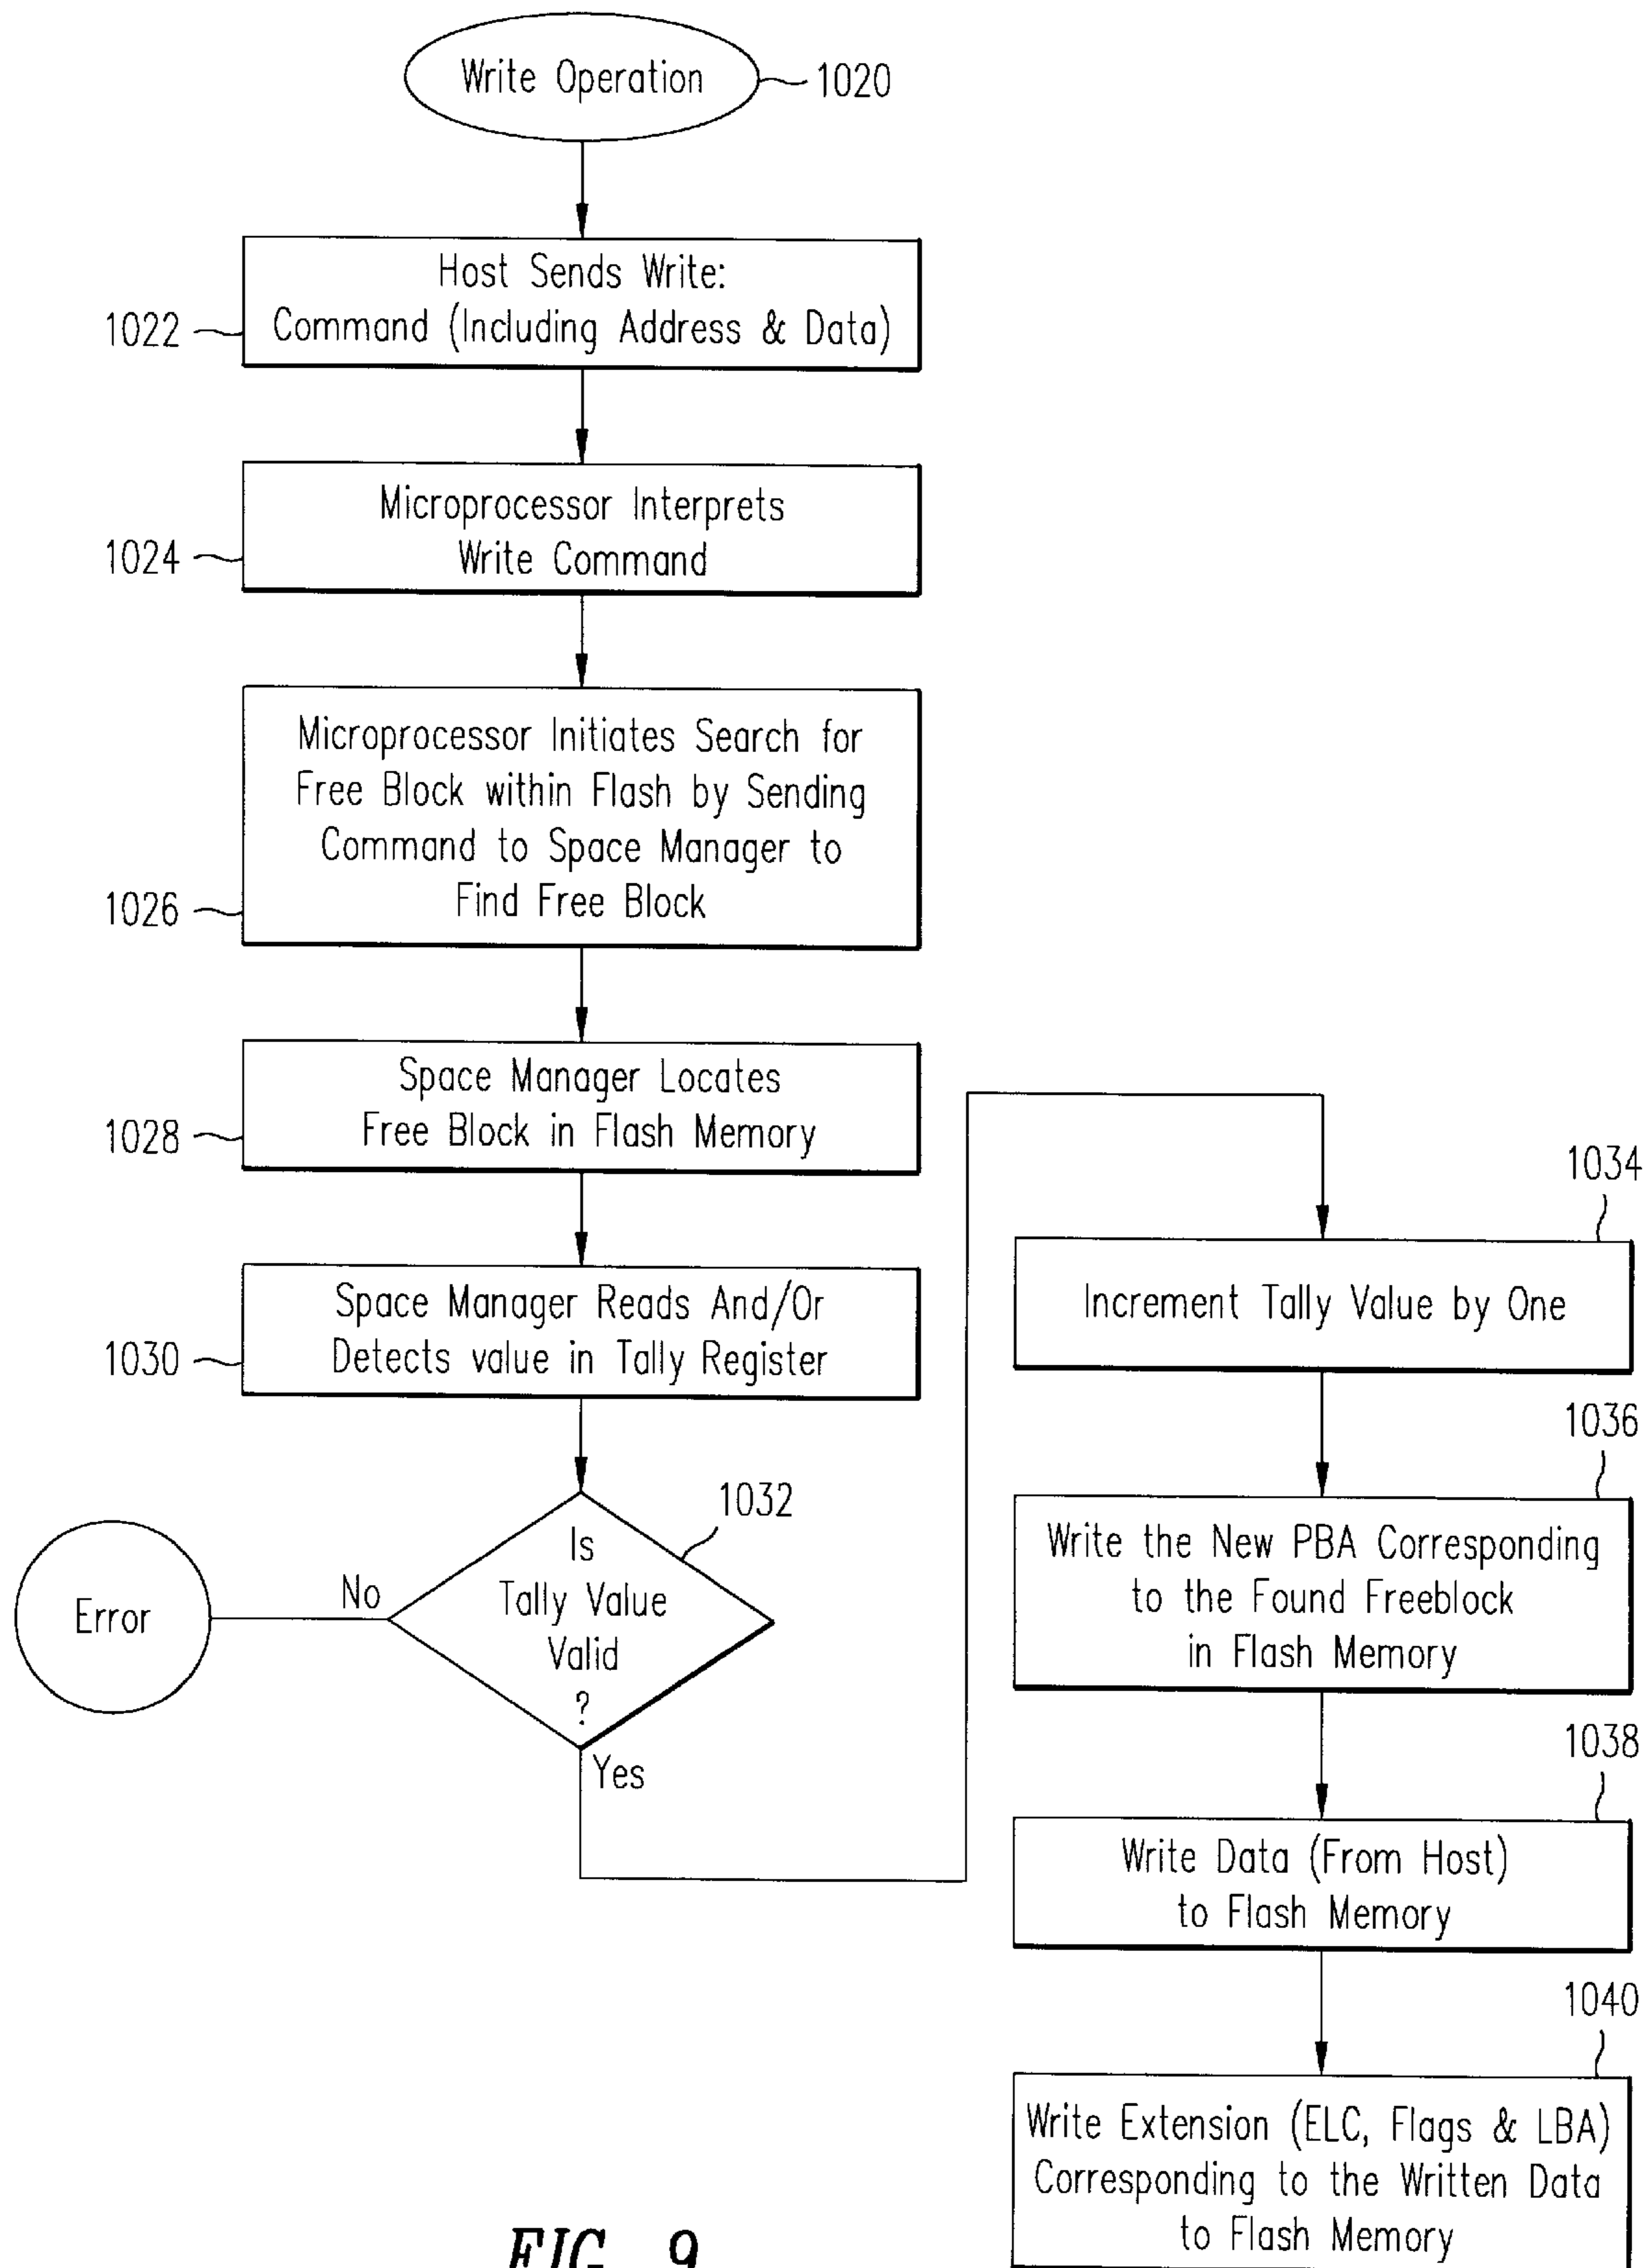 Write Operation
1020
Host Sends Write:
Command (Including Address & Data)
1022
Microprocessor Interprets
Write Command
1024
Microprocessor Initiates Search for
Free Block within Flash by Sending
Command to Space Manager to
Find Free Block
1026
Space Manager Locates
Free Block in Flash Memory
1028
Space Manager Reads And/Or
Detects value in Tally Register
1030
Is
Tally Value
Valid
?
1032
No
Error
Yes
1034
Increment Tally Value by One
1036
Write the New PBA Corresponding
to the Found Freeblock
in Flash Memory
1038
Write Data (From Host)
to Flash Memory
1040
Write Extension (ELC, Flags & LBA)
Corresponding to the Written Data
to Flash Memory
FIG. 9